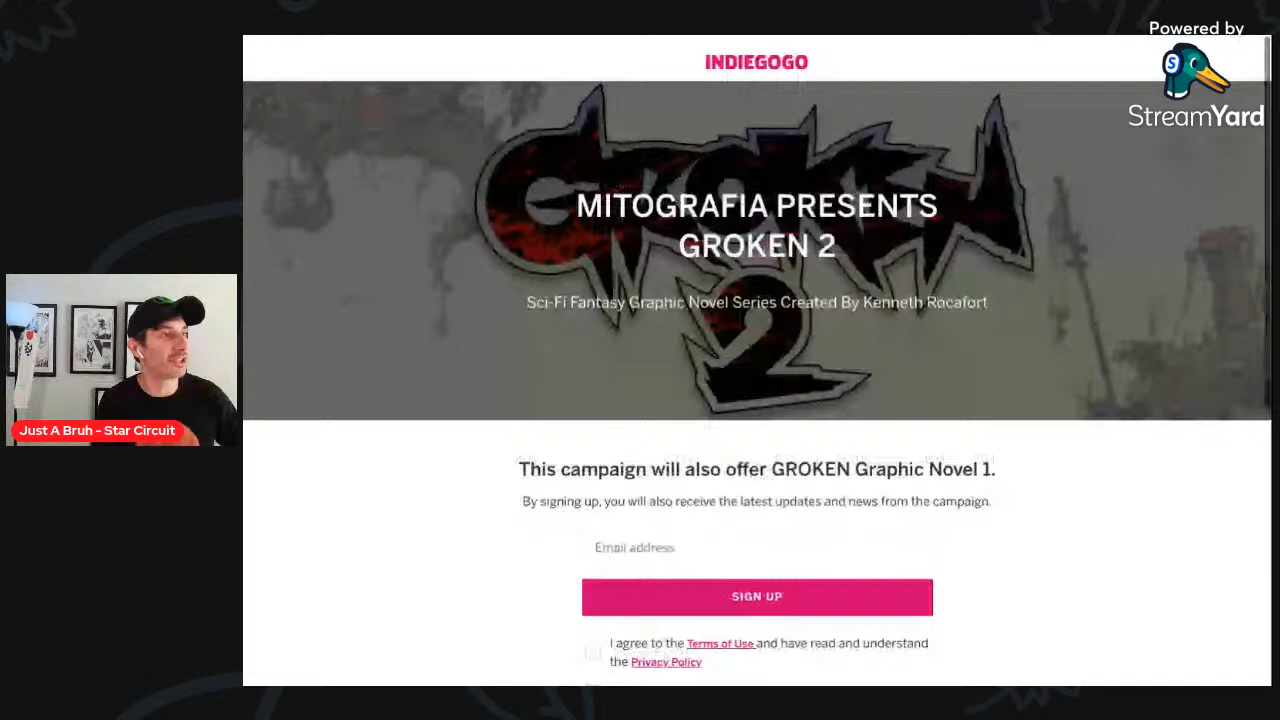 Powered by
StreamYard
INDIEGOGO
GROKEN
2
MITOGRAFIA PRESENTS
GROKEN 2
Sci-Fi Fantasy Graphic Novel Series Created By Kenneth Rocafort
Just A Bruh - Star Circuit
This campaign will also offer GROKEN Graphic Novel 1.
By signing up, you will also receive the latest updates and news from the campaign.
Email address
SIGN UP
I agree to the Terms of Use and have read and understand
the Privacy Policy